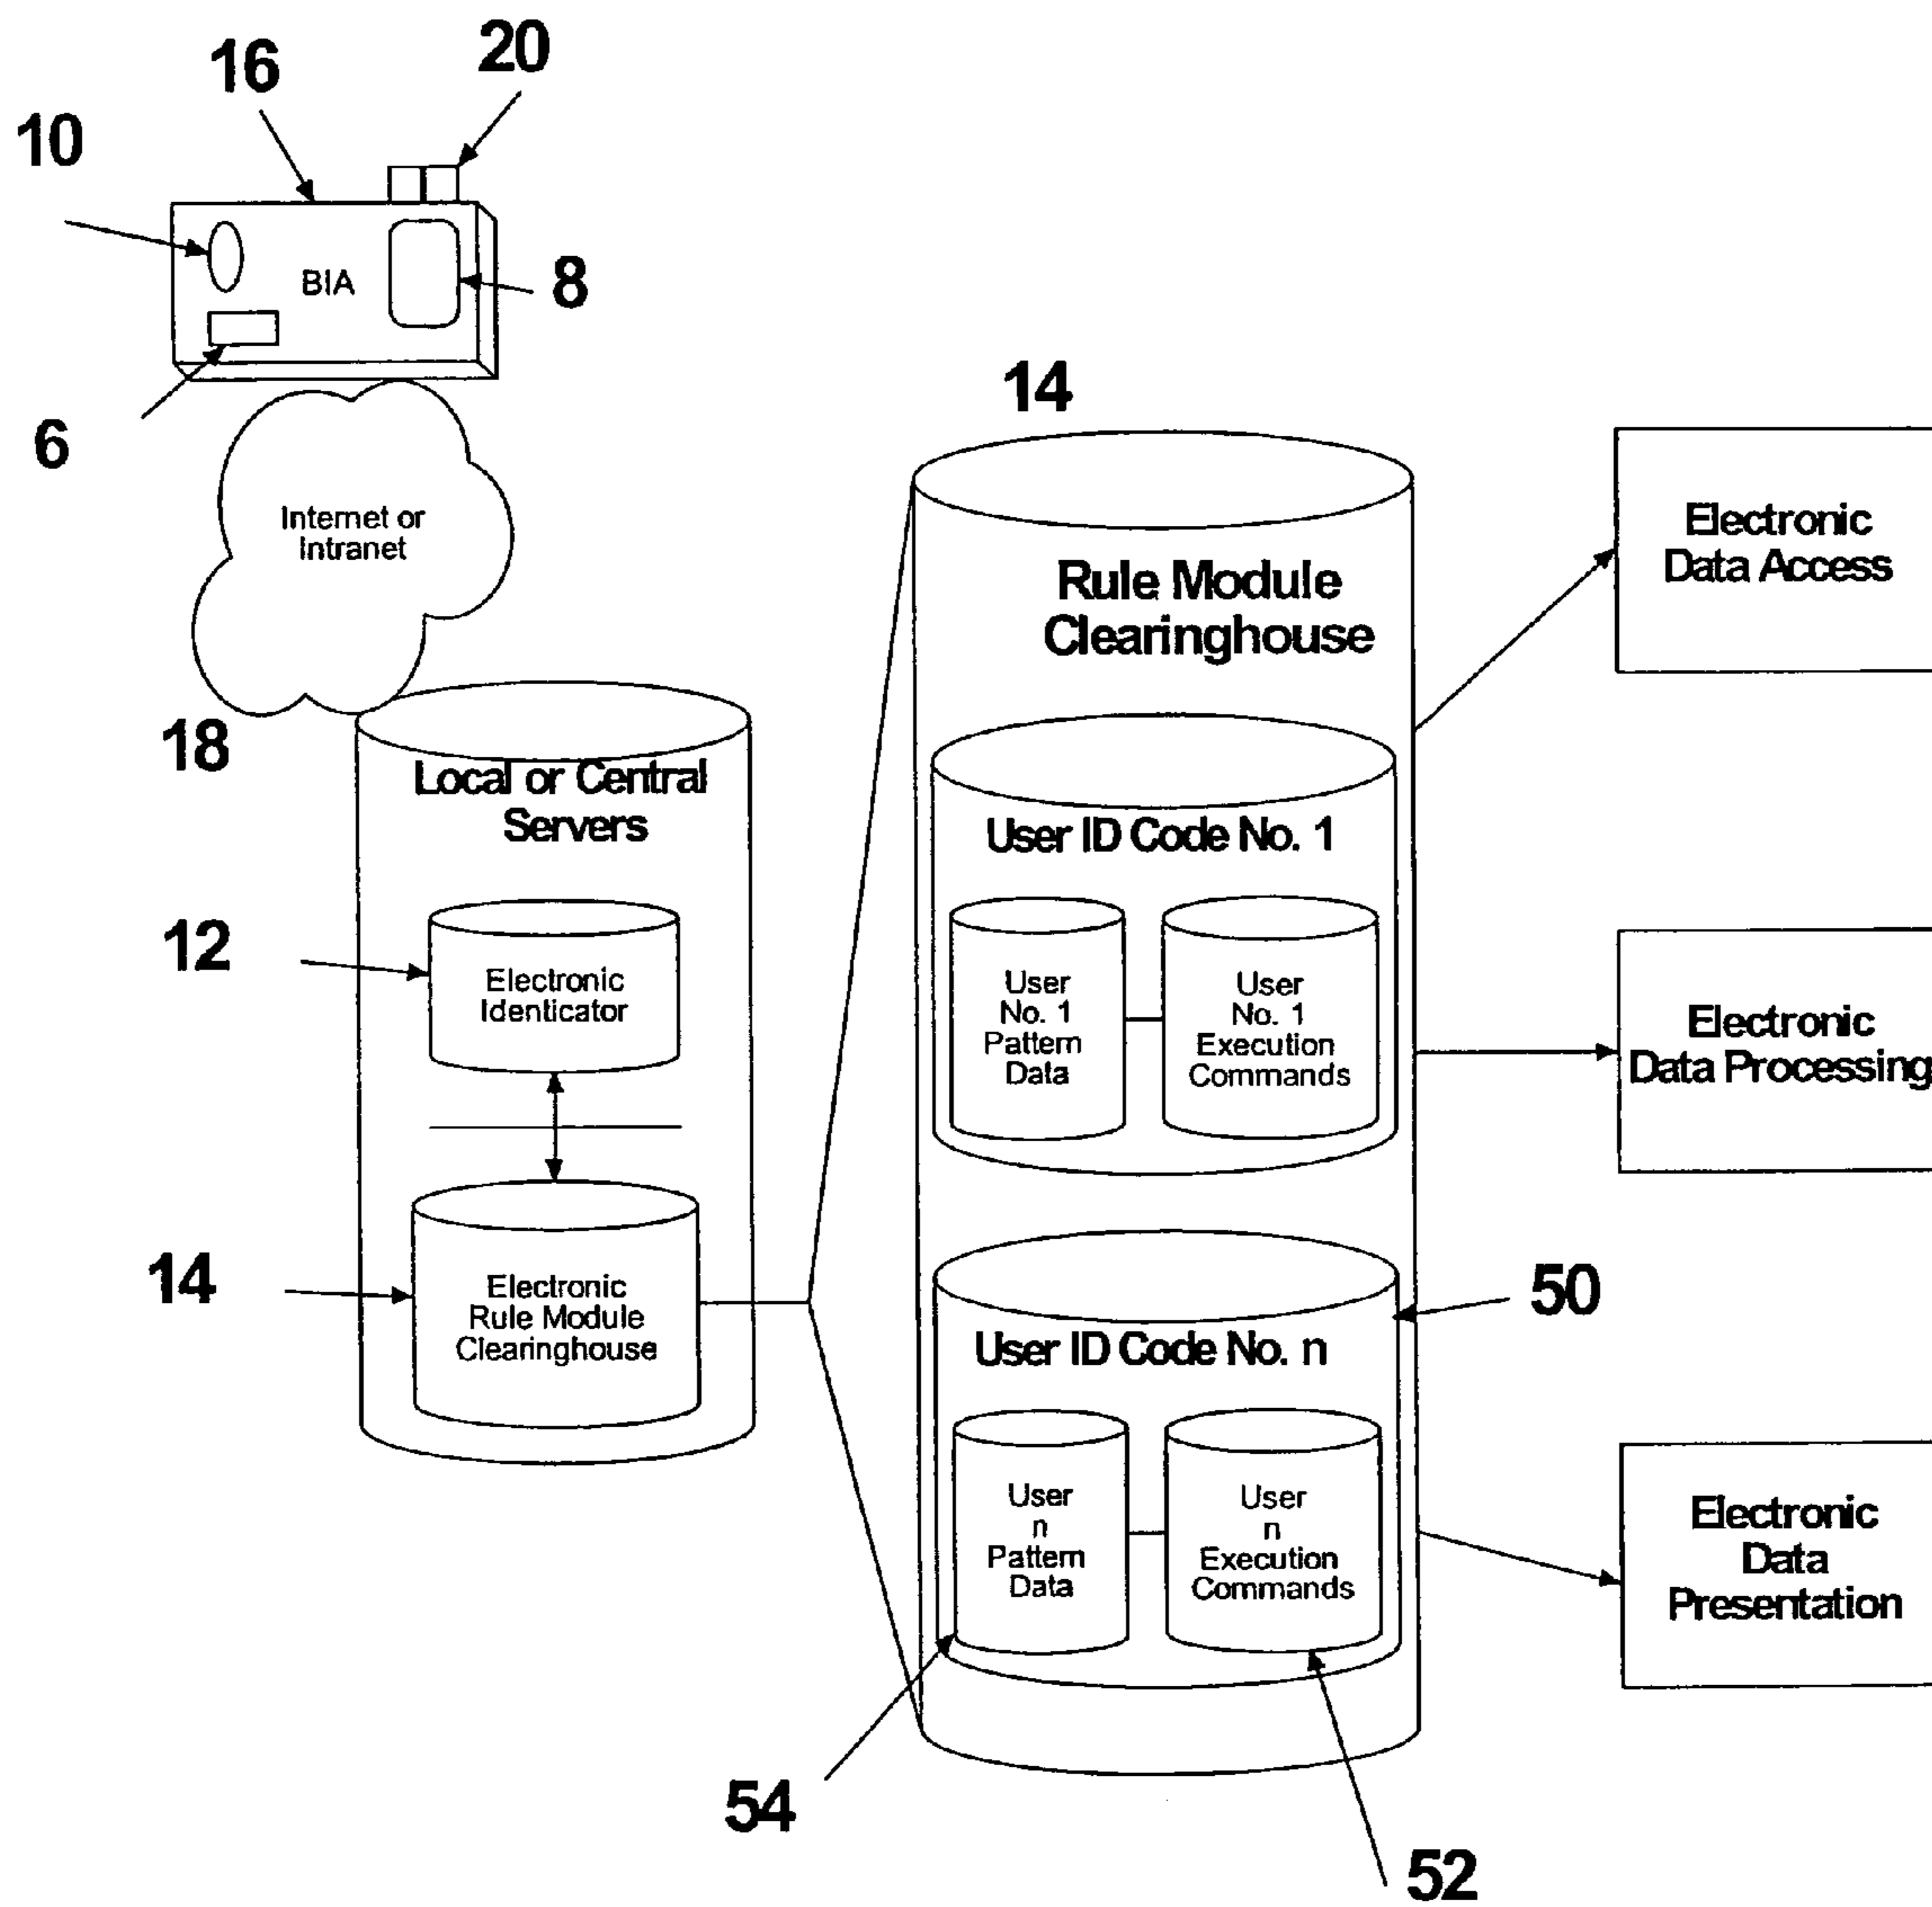 16
20
10
BIA
8
6
Internet or
Intranet
18
Local or Central
Servers
12
Electronic
Identicator
14
Electronic
Rule Module
Clearinghouse
14
Rule Module
Clearinghouse
User ID Code No. 1
User
No. 1
Pattern
Data
User
No. 1
Execution
Commands
User ID Code No. n
50
User
n
Pattern
Data
User
n
Execution
Commands
54
52
Electronic
Data Access
Electronic
Data Processing
Electronic
Data
Presentation